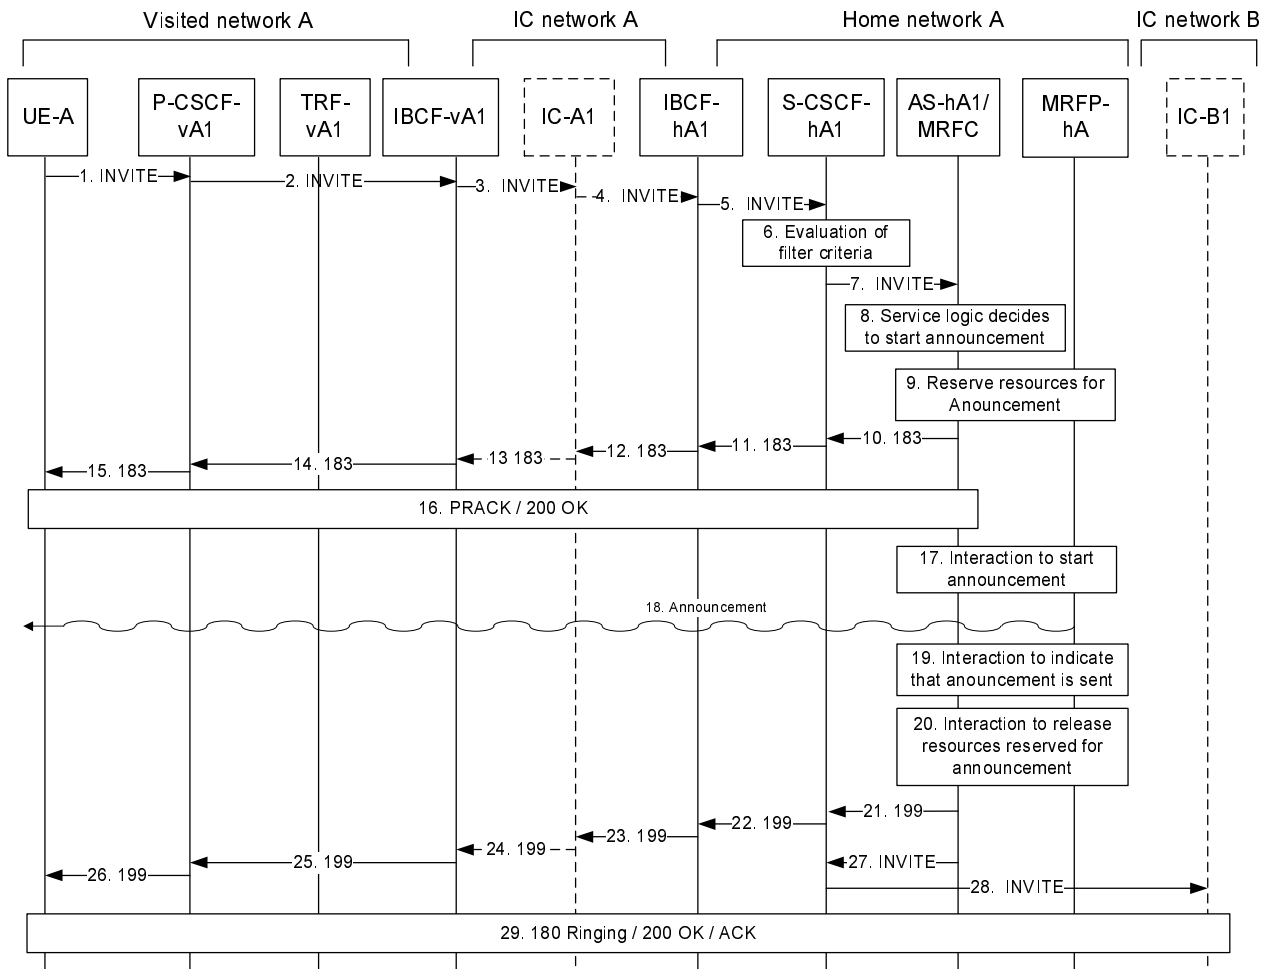 Visited network A
IC network A
Home network A
IC network B
UE-A
P-CSCF-
vA1
TRF-
vA1
IBCF-vA1
IC-A1
IBCF-
hA1
S-CSCF-
hA1
AS-hA1/
MRFC
MRFP-
hA
IC-B1
1. INVITE
2. INVITE
3. INVITE
4. INVITE
5. INVITE
6. Evaluation of
filter criteria
7. INVITE
8. Service logic decides
to start announcement
9. Reserve resources for
Anouncement
10. 183
11. 183
12. 183
13 183
14. 183
15. 183
16. PRACK / 200 OK
17. Interaction to start
announcement
18. Announcement
19. Interaction to indicate
that anouncement is sent
20. Interaction to release
resources reserved for
announcement
21. 199
22. 199
23. 199
24. 199
25. 199
26. 199
27. INVITE
28. INVITE
29. 180 Ringing / 200 OK / ACK